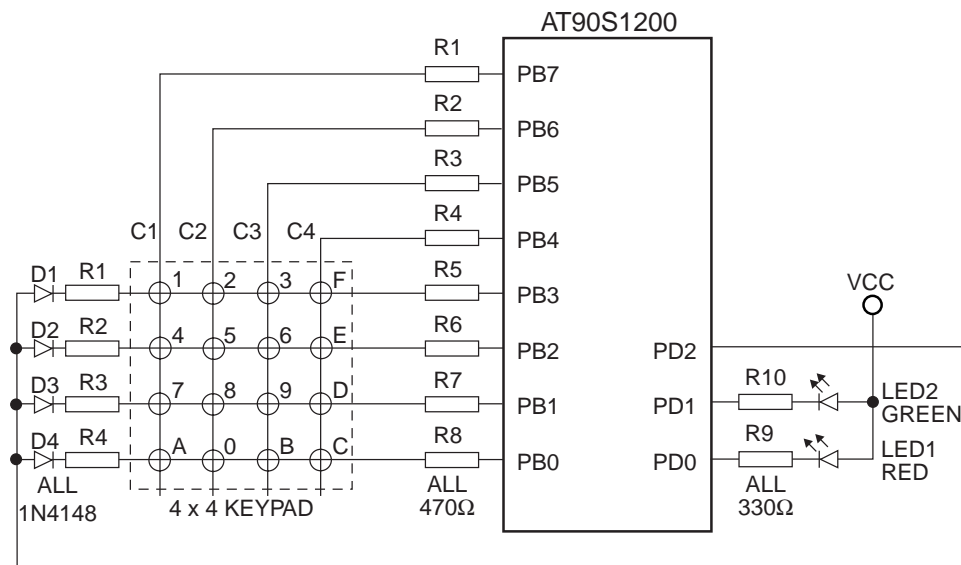 AT90S1200
R1
PB7
R2
PB6
R3
PB5
R4
PB4
C1 C2 C3 C4
D1 R1 1 2 3 F R5 PB3 VCC
D2 R2 4 5 6 E R6 PB2 PD2
D3 R3 7 8 9 D R7 PB1 PD1 R10 LED2
GREEN
D4 R4 A 0 B C R8 PB0 PD0 R9 LED1
RED
ALL
1N4148
4 x 4 KEYPAD
ALL
470Ω
ALL
330Ω